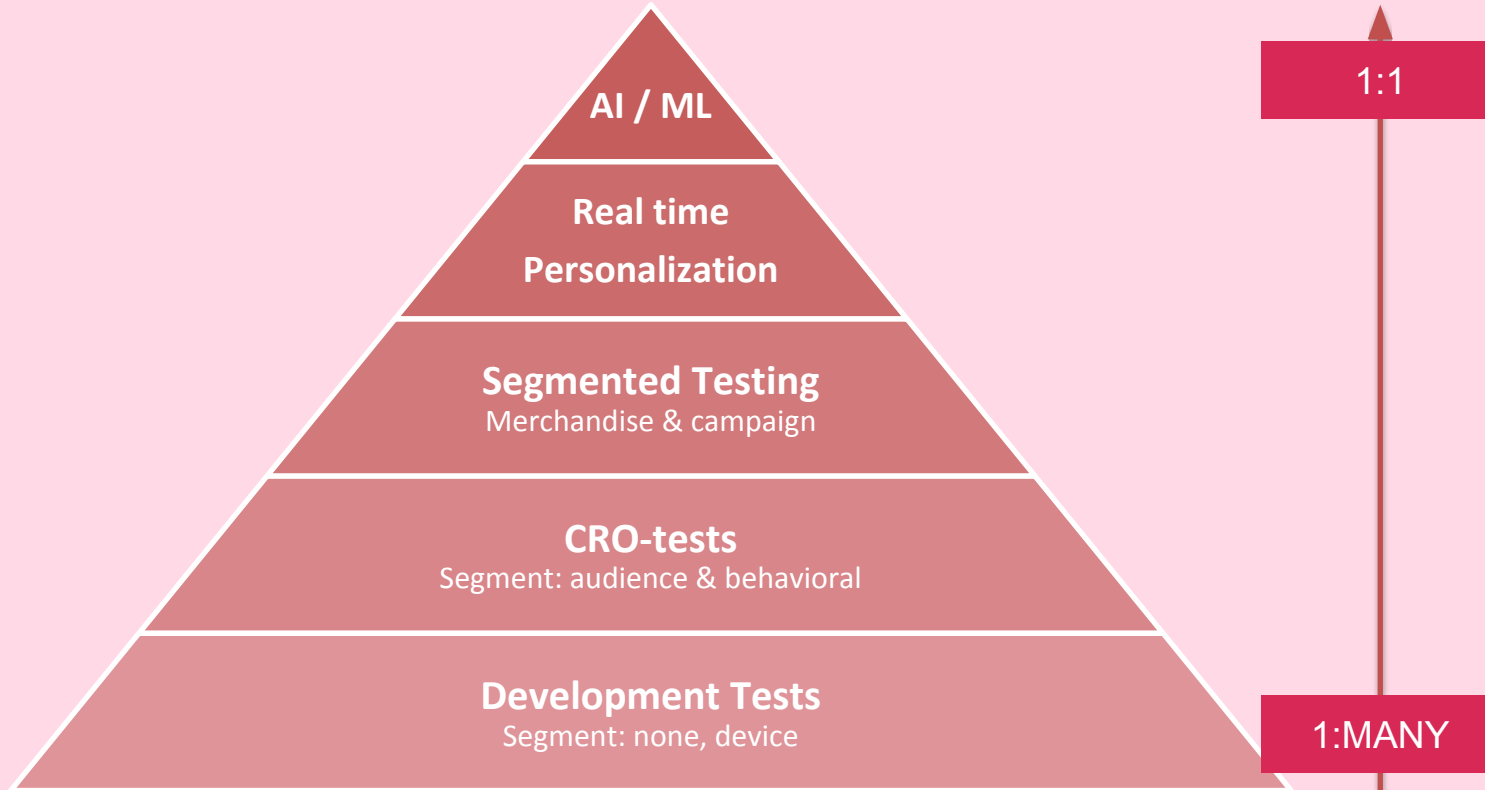 AI / ML
1:1
Real time
Personalization
Segmented Testing
Merchandise & campaign
CRO-tests
Segment: audience & behavioral
Development Tests
Segment: none, device
1:MANY